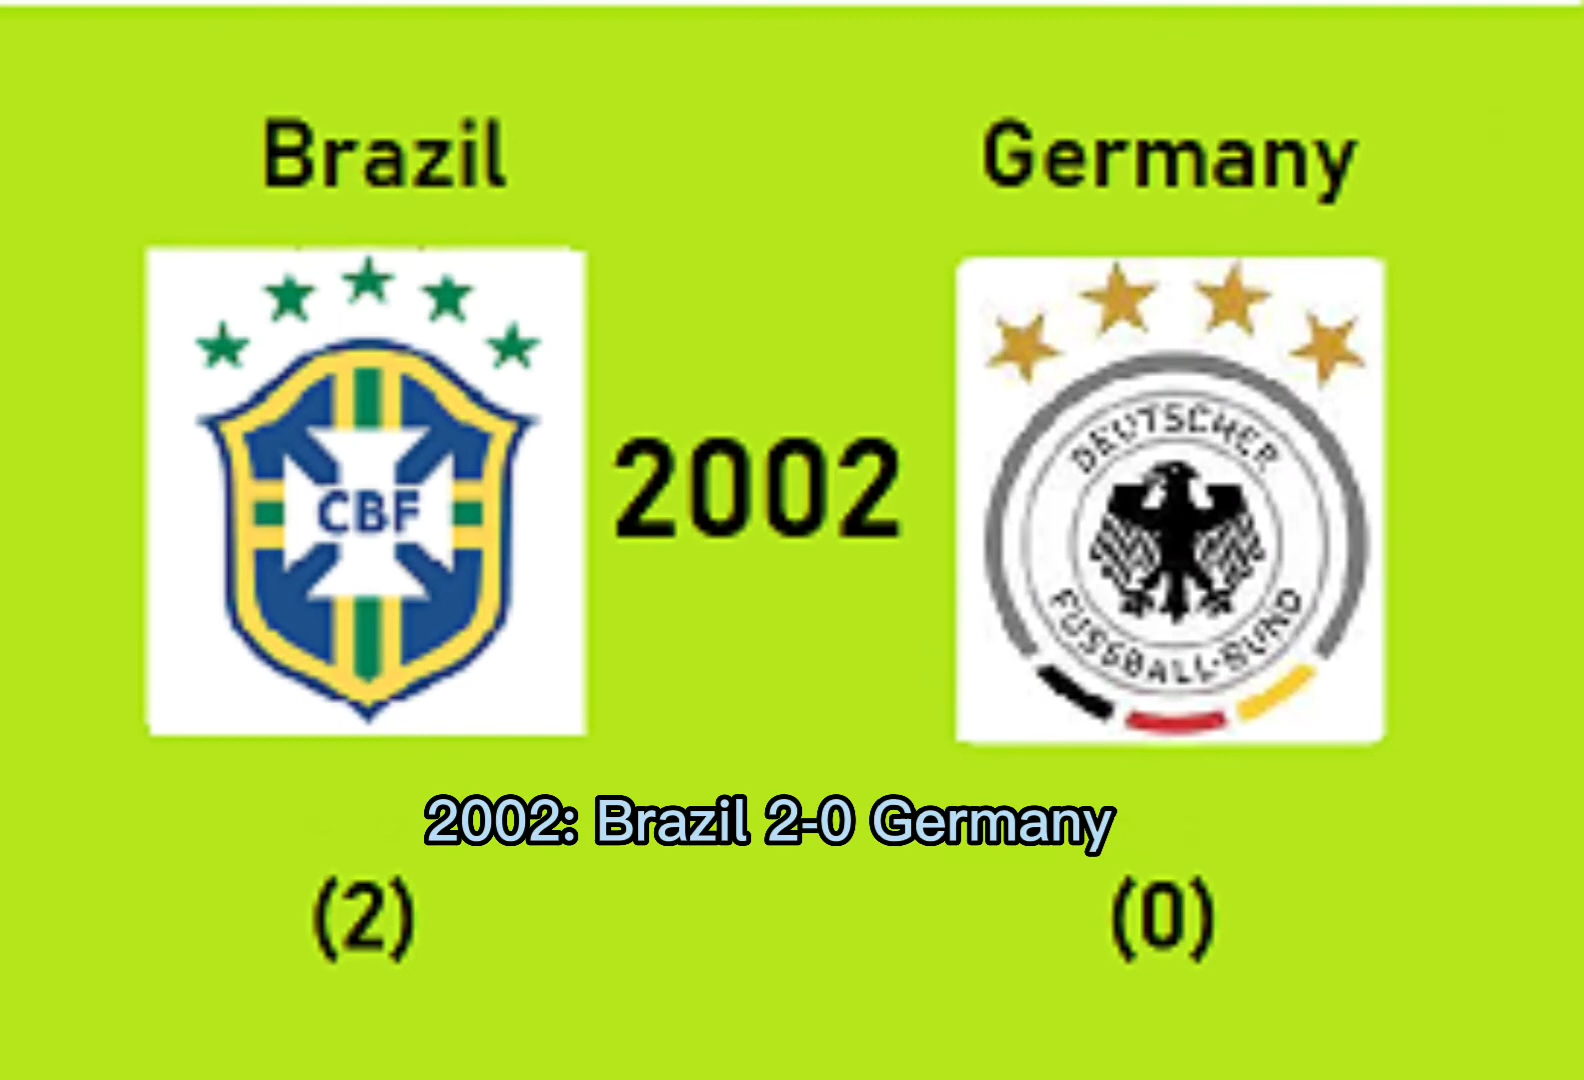 Brazil
Germany
CBF
2002
DEUTSCHER
FUSSBALL-BUND
2002: Brazil 2-0 Germany
(2)
(0)